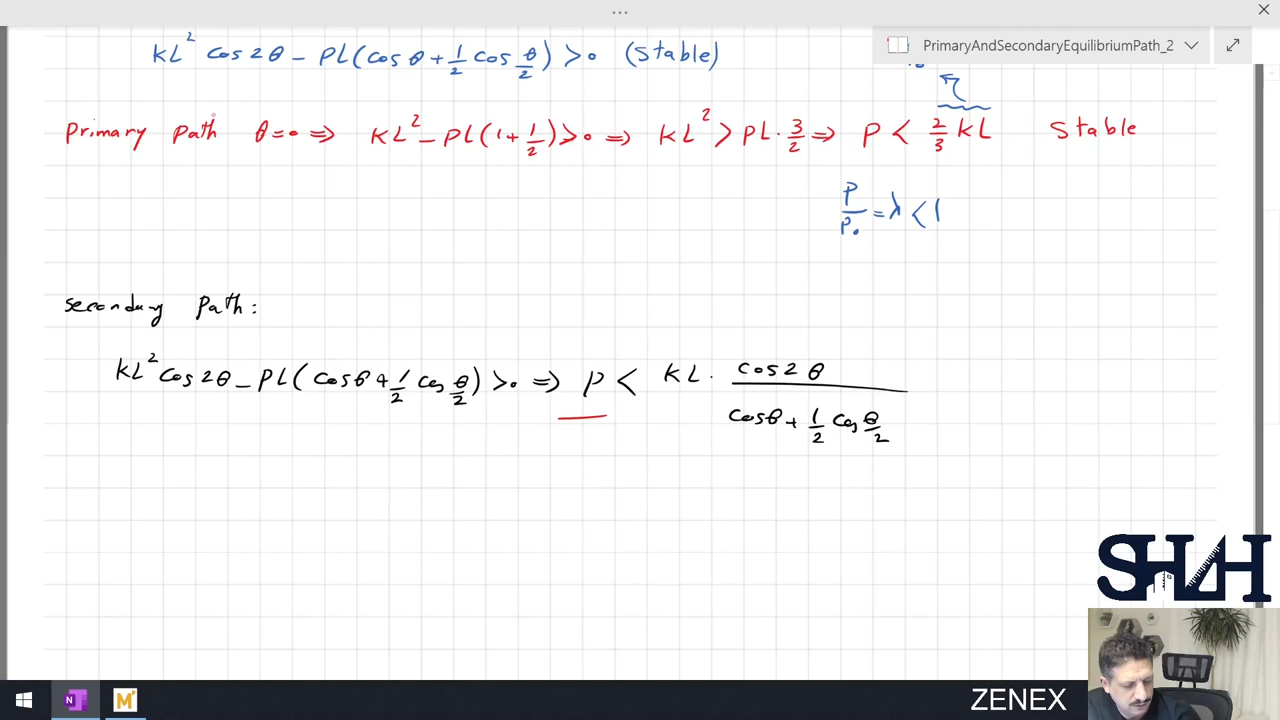 PrimaryAndSecondaryEquilibriumPath_2
KL² cos 2θ - PL(cos θ + 1/2 cos θ/2) > 0 (Stable)
Primary Path θ=0 ⇒ KL² - PL(1+1/2) > 0 ⇒ KL² > PL·3/2 ⇒ P < 2/3 KL Stable
P/P₀ = λ < 1
Secondary Path:
KL² cos 2θ - PL(cos θ + 1/2 cos θ/2) > 0 ⇒ P < KL · cos 2θ / (cos θ + 1/2 cos θ/2)
SHLH
ZENEX